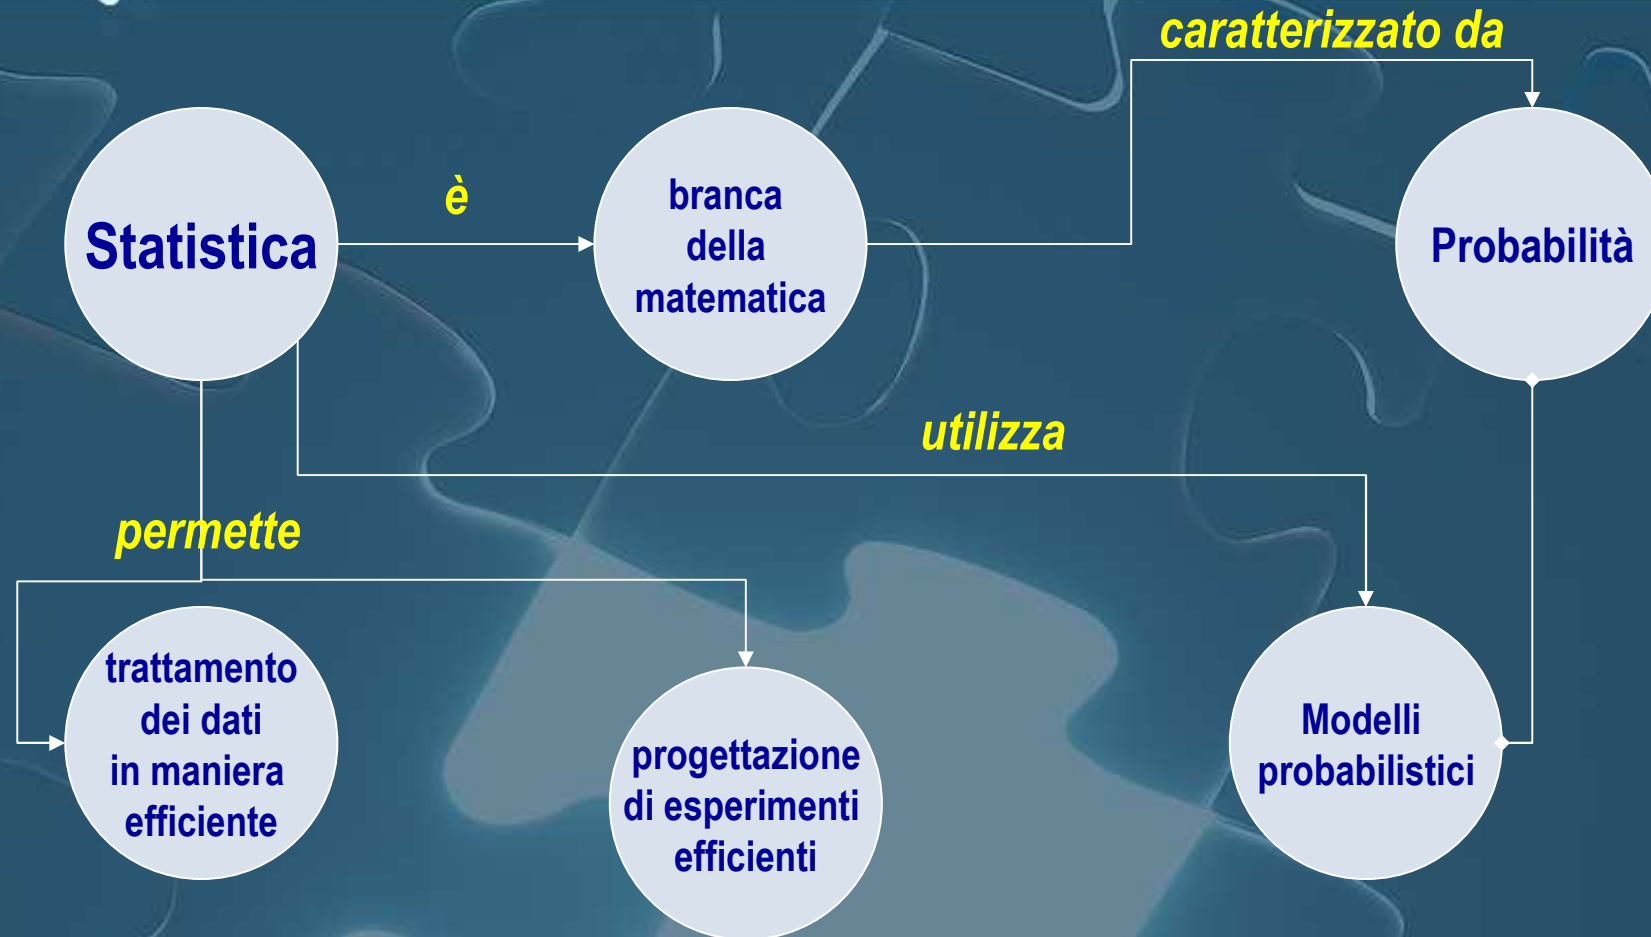 caratterizzato da
Statistica
è
branca
della
matematica
Probabilità
utilizza
permette
trattamento
dei dati
in maniera
efficiente
progettazione
di esperimenti
efficienti
Modelli
probabilistici